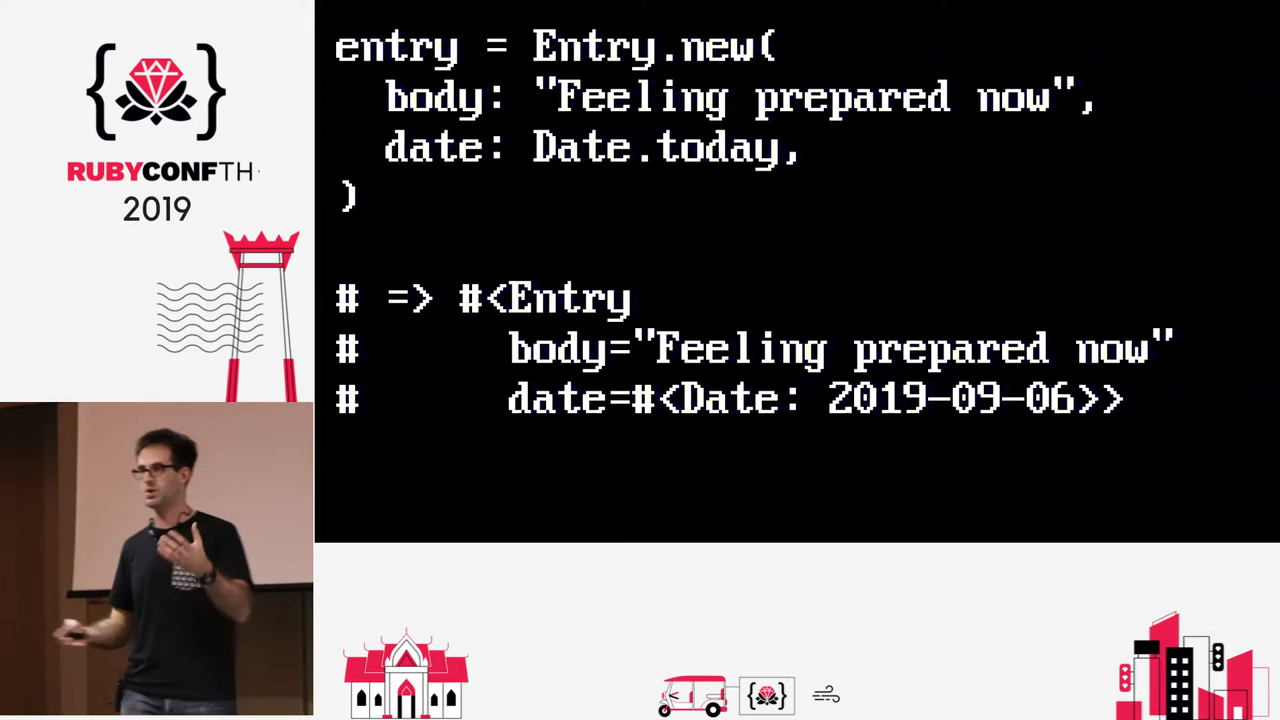 RUBYCONFTH
2019
entry = Entry.new(
  body: "Feeling prepared now",
  date: Date.today,
)
# => #<Entry
#      body="Feeling prepared now"
#      date=#<Date: 2019-09-06>>